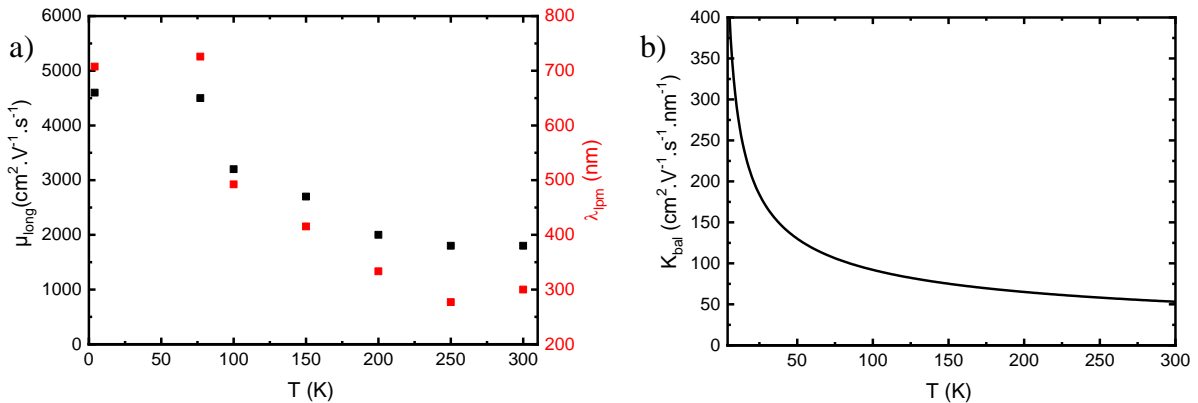 a)
6000
5000
4000
3000
2000
1000
0
μlong(cm².V⁻¹.s⁻¹)
0 50 100 150 200 250 300
T (K)
800
700
600
500
400
300
200
λlpm (nm)
b)
400
350
300
250
200
150
100
50
0
Kbal (cm².V⁻¹.s⁻¹.nm⁻¹)
50 100 150 200 250 300
T (K)